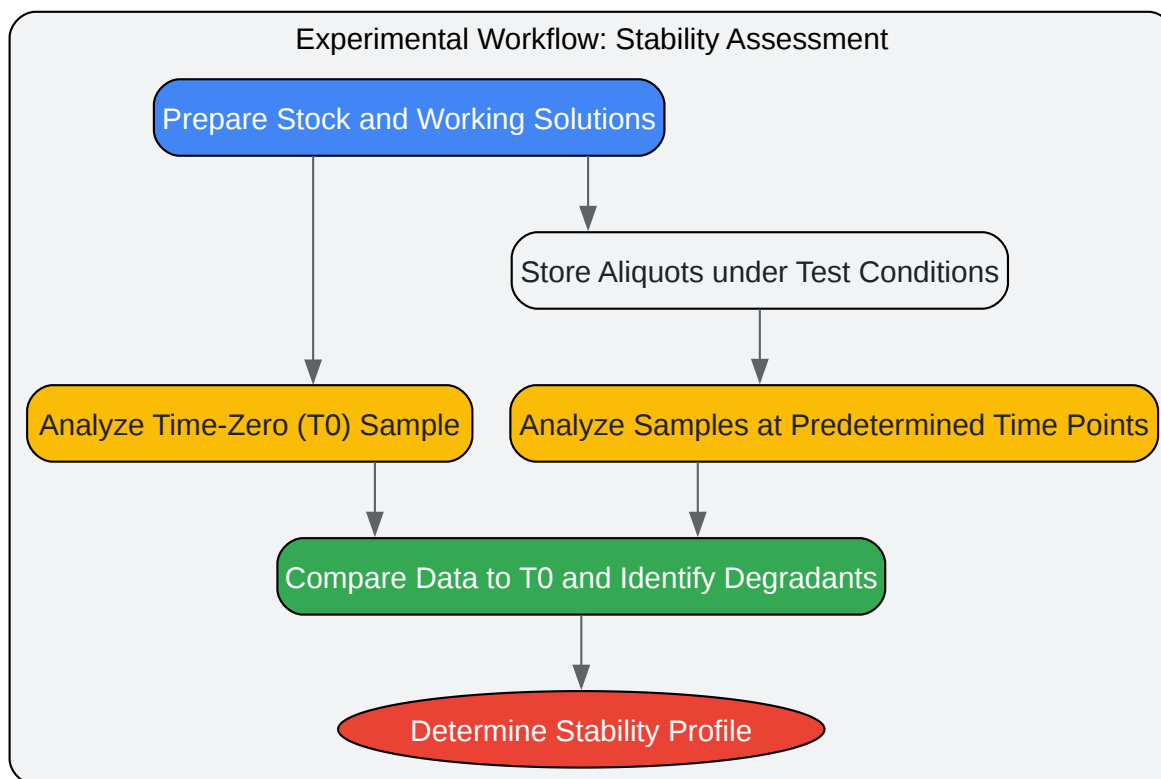 Experimental Workflow: Stability Assessment
Prepare Stock and Working Solutions
Store Aliquots under Test Conditions
Analyze Time-Zero (T0) Sample
Analyze Samples at Predetermined Time Points
Compare Data to T0 and Identify Degradants
Determine Stability Profile